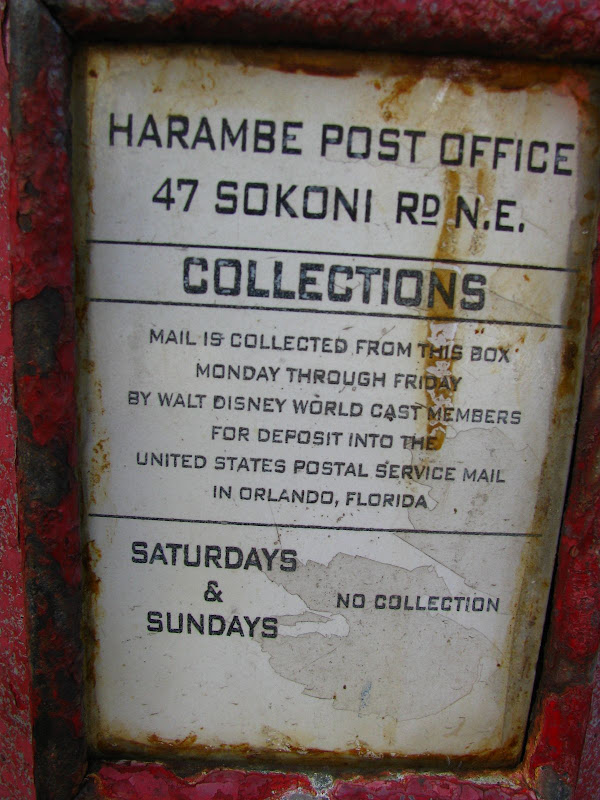 HARAMBE POST OFFICE
47 SOKONI RD N.E.
COLLECTIONS
MAIL IS COLLECTED FROM THIS BOX
MONDAY THROUGH FRIDAY
BY WALT DISNEY WORLD CAST MEMBERS
FOR DEPOSIT INTO THE
UNITED STATES POSTAL SERVICE MAIL
IN ORLANDO, FLORIDA
SATURDAYS
&
SUNDAYS
NO COLLECTION